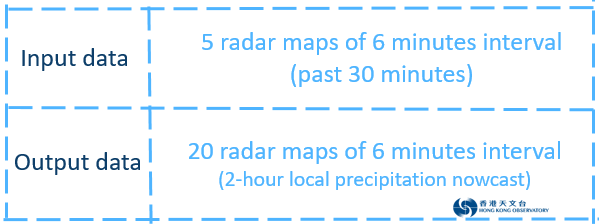 Input data
5 radar maps of 6 minutes interval
(past 30 minutes)
Output data
20 radar maps of 6 minutes interval
(2-hour local precipitation nowcast)
香港天文台
HONG KONG OBSERVATORY